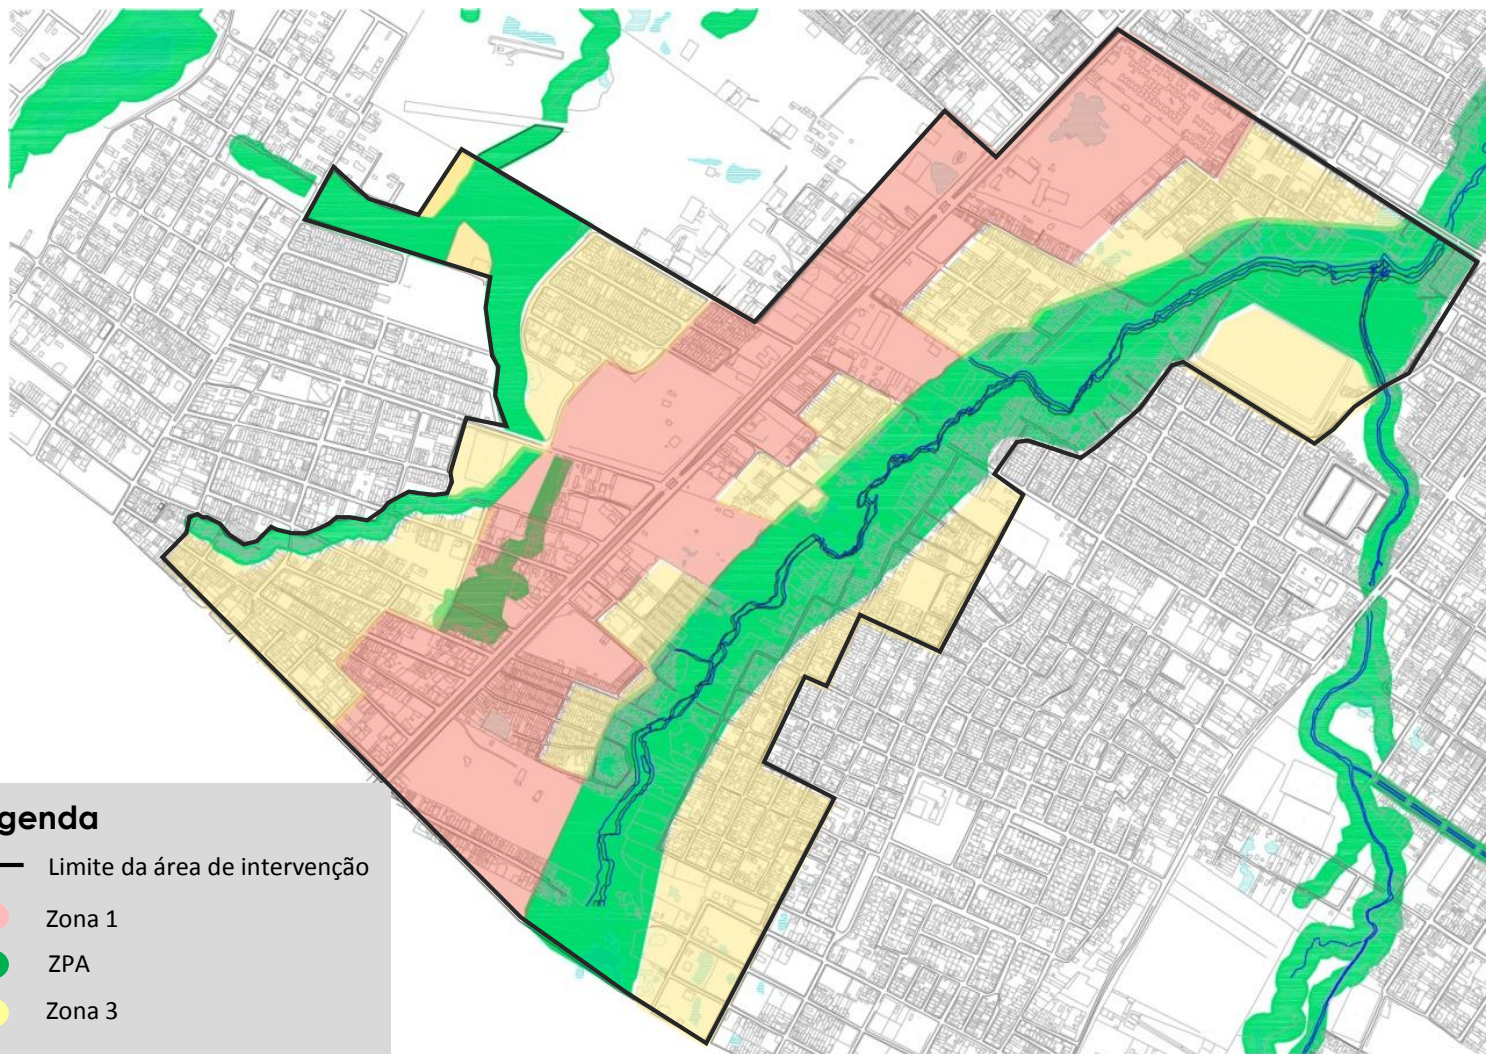 genda
Limite da área de intervenção
Zona 1
ZPA
Zona 3